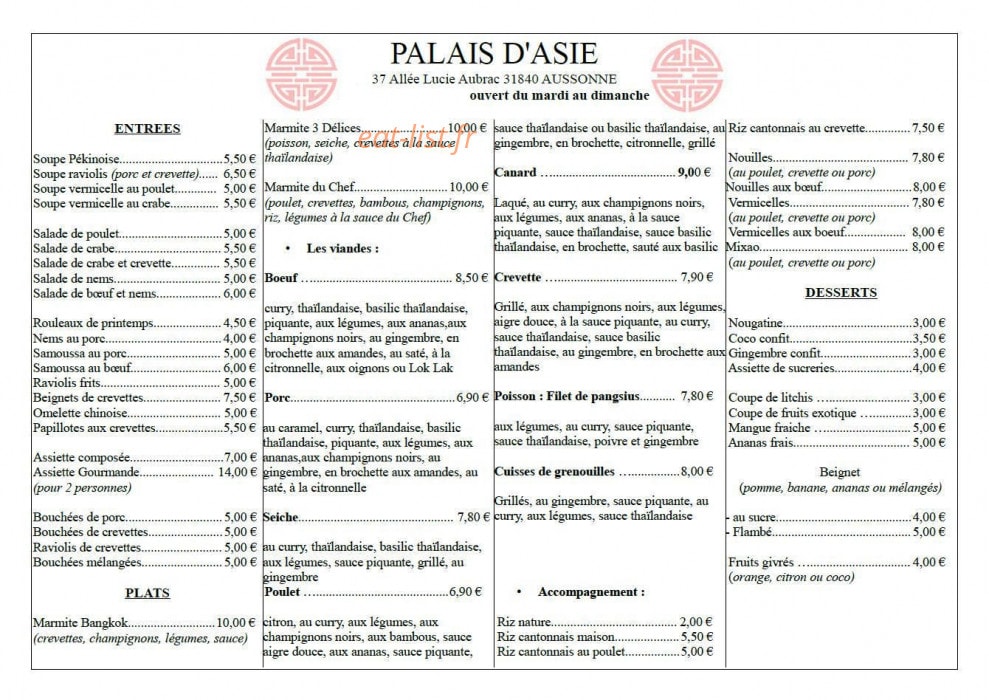 PALAIS D'ASIE
37 Allée Lucie Aubrac 31840 AUSSONNE
ouvert du mardi au dimanche
eat-list.fr
ENTREES
Soupe Pékinoise........................5,50 €
Soupe raviolis (porc et crevette)...... 6,50 €
Soupe vermicelle au poulet............. 5,00 €
Soupe vermicelle au crabe.............. 5,50 €
Salade de poulet........................5,00 €
Salade de crabe.........................5,50 €
Salade de crabe et crevette.............5,50 €
Salade de nems......................... 5,00 €
Salade de bœuf et nems..................6,00 €
Rouleaux de printemps...................4,50 €
Nems au porc............................4,00 €
Samoussa au porc........................5,00 €
Samoussa au bœuf........................6,00 €
Raviolis frits..........................5,00 €
Beignets de crevettes...................7,50 €
Omelette chinoise...................... 5,00 €
Papillotes aux crevettes................5,50 €
Assiette composée.......................7,00 €
Assiette Gourmande..................... 14,00 €
(pour 2 personnes)
Bouchées de porc........................5,00 €
Bouchées de crevettes...................5,00 €
Raviolis de crevettes...................5,00 €
Bouchées mélangées......................5,00 €
PLATS
Marmite Bangkok.........................10,00 €
(crevettes, champignons, légumes, sauce)
Marmite 3 Délices.......................10,00 €
(poisson, seiche, crevettes à la sauce
thaïlandaise)
Marmite du Chef.........................10,00 €
(poulet, crevettes, bambous, champignons,
riz, légumes à la sauce du Chef)
• Les viandes :
Boeuf ….................................. 8,50 €
curry, thaïlandaise, basilic thaïlandaise,
piquante, aux légumes, aux ananas,aux
champignons noirs, au gingembre, en
brochette aux amandes, au saté, à la
citronnelle, aux oignons ou Lok Lak
Porc......................................6,90 €
au caramel, curry, thaïlandaise, basilic
thaïlandaise, piquante, aux légumes, aux
ananas,aux champignons noirs, au
gingembre, en brochette aux amandes, au
saté, à la citronnelle
Seiche.................................... 7,80 €
au curry, thaïlandaise, basilic thaïlandaise,
aux légumes, sauce piquante, grillé, au
gingembre
Poulet ….................................6,90 €
citron, au curry, aux légumes, aux
champignons noirs, aux bambous, sauce
aigre douce, aux ananas, sauce piquante,
sauce thaïlandaise ou basilic thaïlandaise, au
gingembre, en brochette, citronnelle, grillé
Canard ….................................9,00 €
Laqué, au curry, aux champignons noirs,
aux légumes, aux ananas, à la sauce
piquante, sauce thaïlandaise, sauce basilic
thaïlandaise, en brochette, sauté aux basilic
Crevette …............................... 7,90 €
Grillé, aux champignons noirs, aux légumes,
aigre douce, à la sauce piquante, au curry,
sauce thaïlandaise, sauce basilic
thaïlandaise, au gingembre, en brochette aux
amandes
Poisson : Filet de pangsius........... 7,80 €
aux légumes, au curry, sauce piquante,
sauce thaïlandaise, poivre et gingembre
Cuisses de grenouilles ….................8,00 €
Grillés, au gingembre, sauce piquante, au
curry, aux légumes, sauce thaïlandaise
• Accompagnement :
Riz nature............................... 2,00 €
Riz cantonnais maison....................5,50 €
Riz cantonnais au poulet.................5,00 €
Riz cantonnais au crevette.............. 7,50 €
Nouilles................................. 7,80 €
(au poulet, crevette ou porc)
Nouilles aux bœuf........................8,00 €
Vermicelles..............................7,80 €
(au poulet, crevette ou porc)
Vermicelles aux boeuf................... 8,00 €
Mixao................................... 8,00 €
(au poulet, crevette ou porc)
DESSERTS
Nougatine................................3,00 €
Coco confit..............................3,50 €
Gingembre confit.........................3,00 €
Assiette de sucreries....................4,00 €
Coupe de litchis ….......................3,00 €
Coupe de fruits exotique ….............3,00 €
Mangue fraiche ….........................5,00 €
Ananas frais.............................5,00 €
Beignet
(pomme, banane, ananas ou mélangés)
- au sucre...............................4,00 €
- Flambé.................................5,00 €
Fruits givrés ….......................... 4,00 €
(orange, citron ou coco)